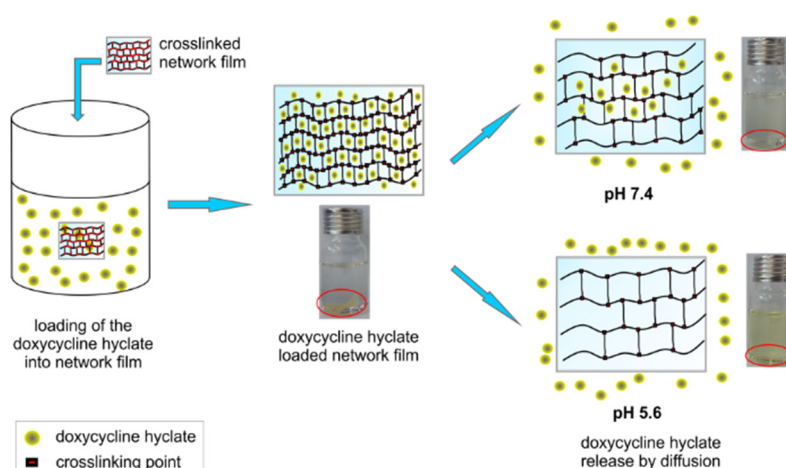 crosslinked
network film
loading of the
doxycycline hyclate
into network film
doxycycline hyclate
loaded network film
pH 7.4
pH 5.6
doxycycline hyclate
release by diffusion
doxycycline hyclate
crosslinking point